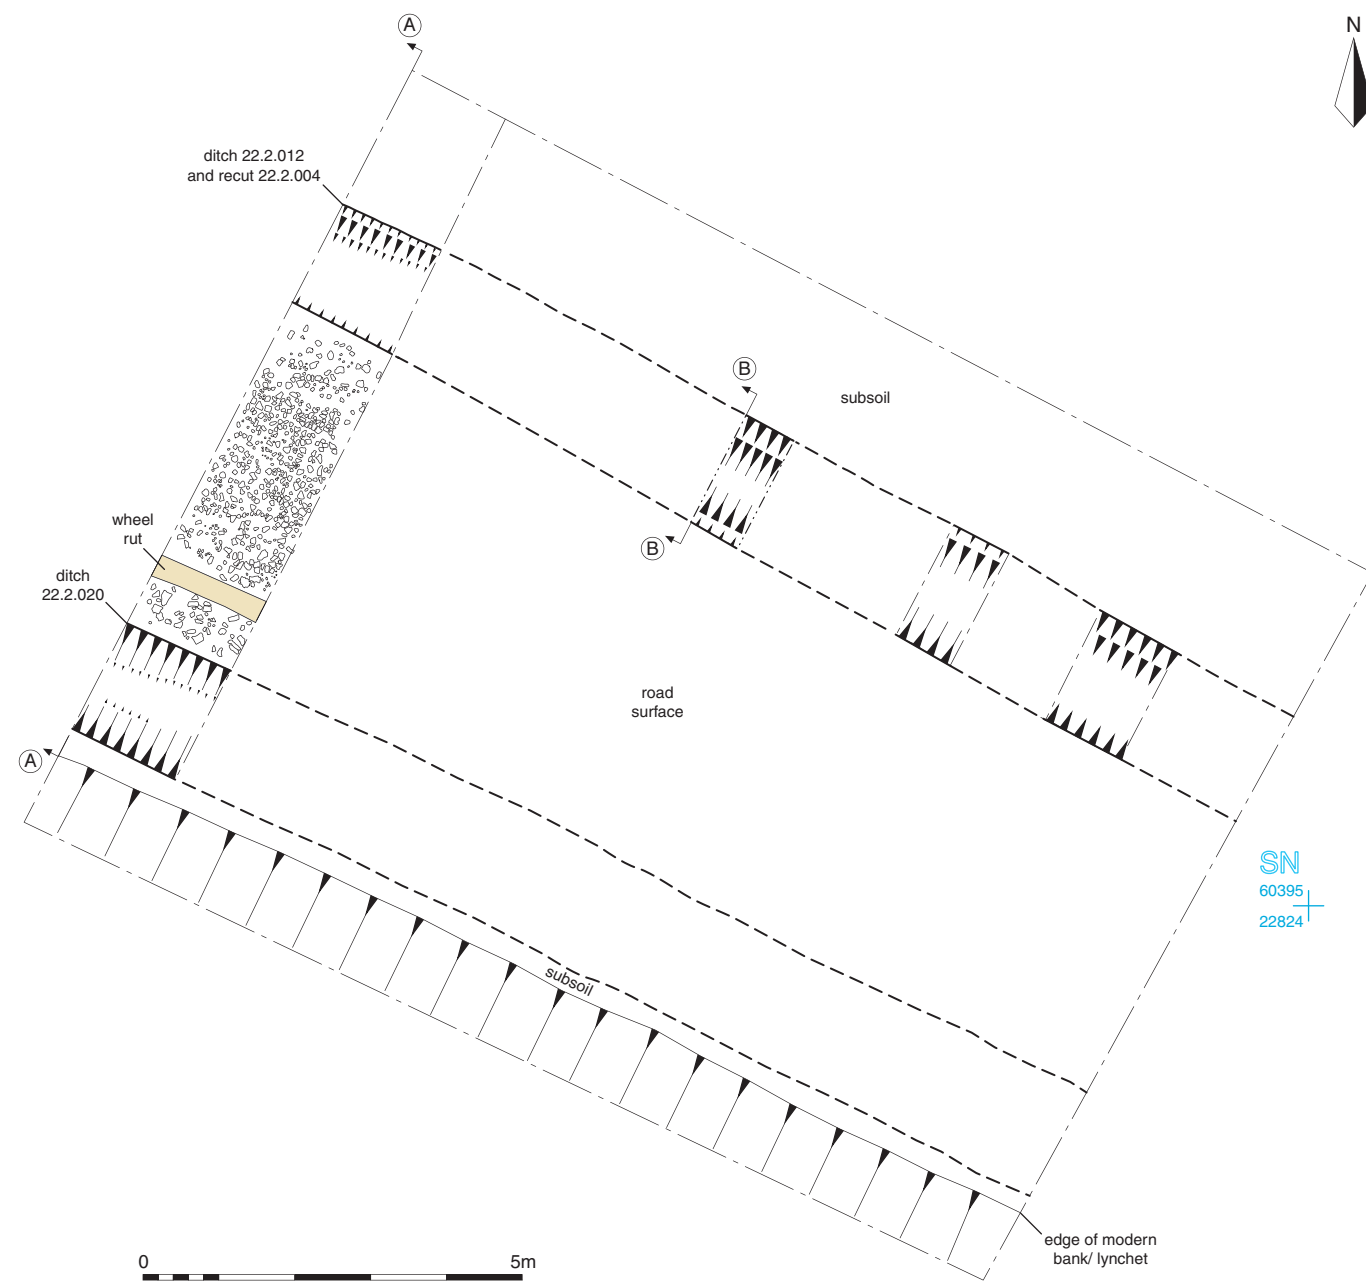 A
N
ditch 22.2.012
and recut 22.2.004
B
subsoil
wheel
rut
B
ditch
22.2.020
road
surface
A
SN
60395
22824
subsoil
edge of modern
bank/ lynchet
0 5m